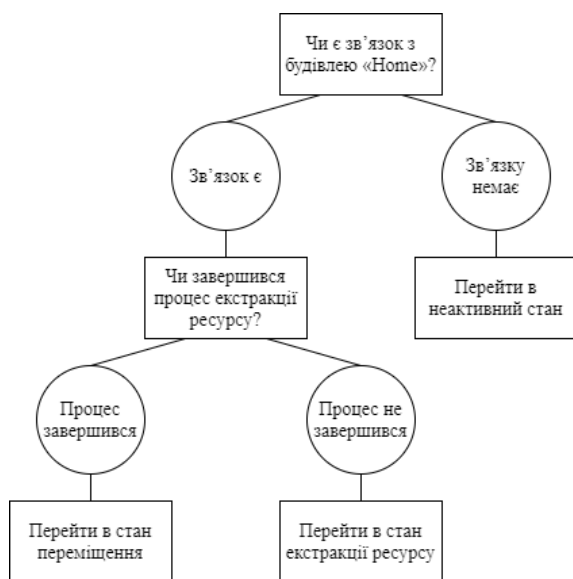 Чи є зв’язок з
будівлею «Home»?
Зв’язок є
Зв’язку
немає
Чи завершився
процес екстракції
ресурсу?
Перейти в
неактивний стан
Процес
завершився
Процес не
завершився
Перейти в стан
переміщення
Перейти в стан
екстракції ресурсу